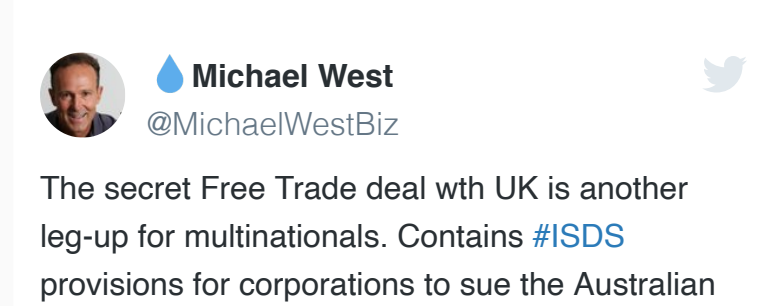 Michael West
@MichaelWestBiz
The secret Free Trade deal wth UK is another
leg-up for multinationals. Contains #ISDS
provisions for corporations to sue the Australian